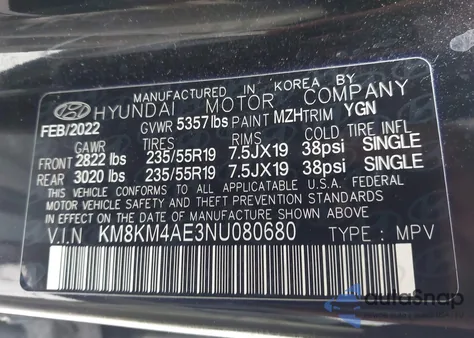 MANUFACTURED IN KOREA BY
HYUNDAI MOTOR COMPANY
FEB/2022 GVWR 5357 lbs PAINT MZH TRIM YGN
GAWR TIRES RIMS COLD TIRE INFL
FRONT 2822 lbs 235/55R19 7.5JX19 38psi SINGLE
REAR 3020 lbs 235/55R19 7.5JX19 38psi SINGLE
THIS VEHICLE CONFORMS TO ALL APPLICABLE U.S.A. FEDERAL
MOTOR VEHICLE SAFETY AND THEFT PREVENTION STANDARDS
IN EFFECT ON THE DATE OF MANUFACTURE SHOWN ABOVE.
V.I.N KM8KM4AE3NU080680 TYPE : MPV
autoSnap